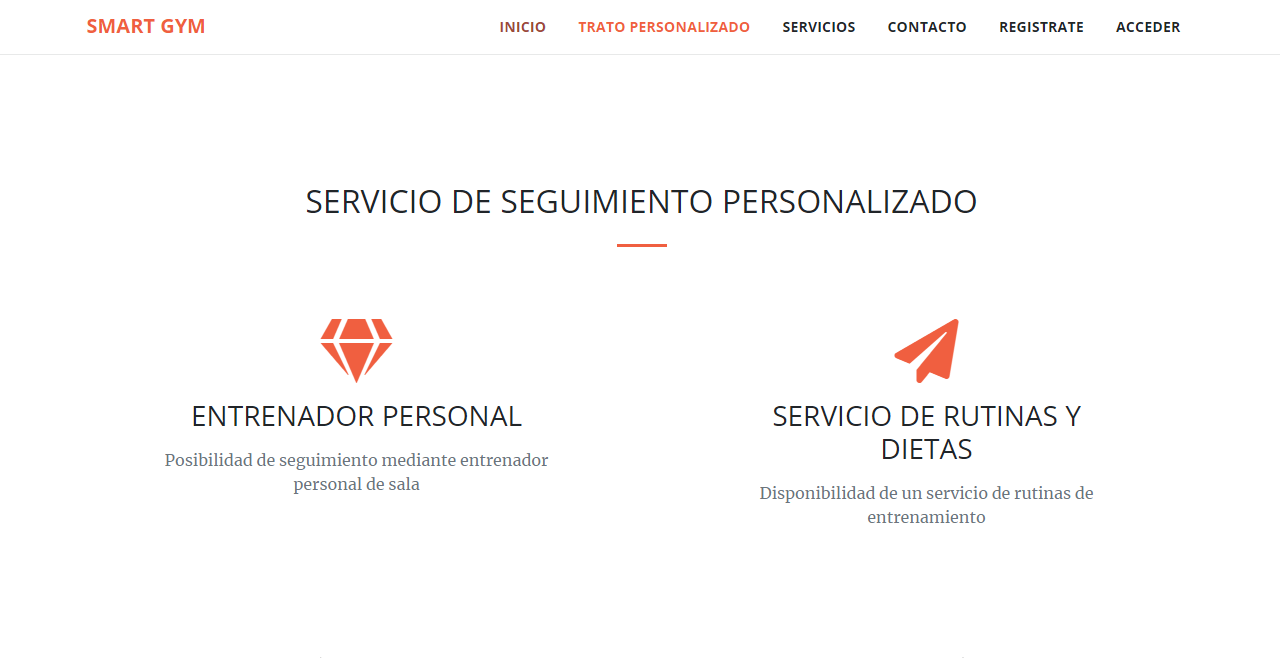 SMART GYM
INICIO TRATO PERSONALIZADO SERVICIOS CONTACTO REGISTRATE ACCEDER
SERVICIO DE SEGUIMIENTO PERSONALIZADO
ENTRENADOR PERSONAL
Posibilidad de seguimiento mediante entrenador
personal de sala
SERVICIO DE RUTINAS Y
DIETAS
Disponibilidad de un servicio de rutinas de
entrenamiento